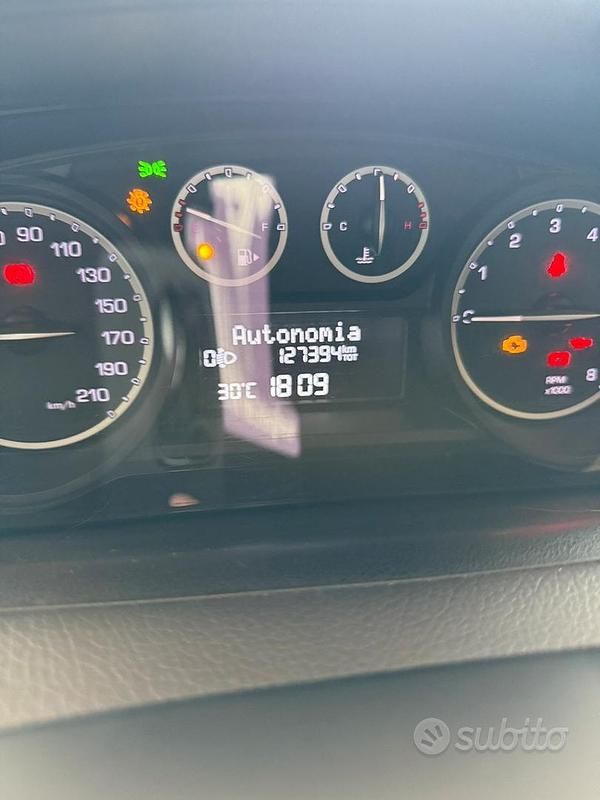 90
110
130
150
170
190
210
km/h
F
C
H
1
2
3
4
8
RPM
x1000
Autonomia
127394 km
TOT
30°C 18:09
subito